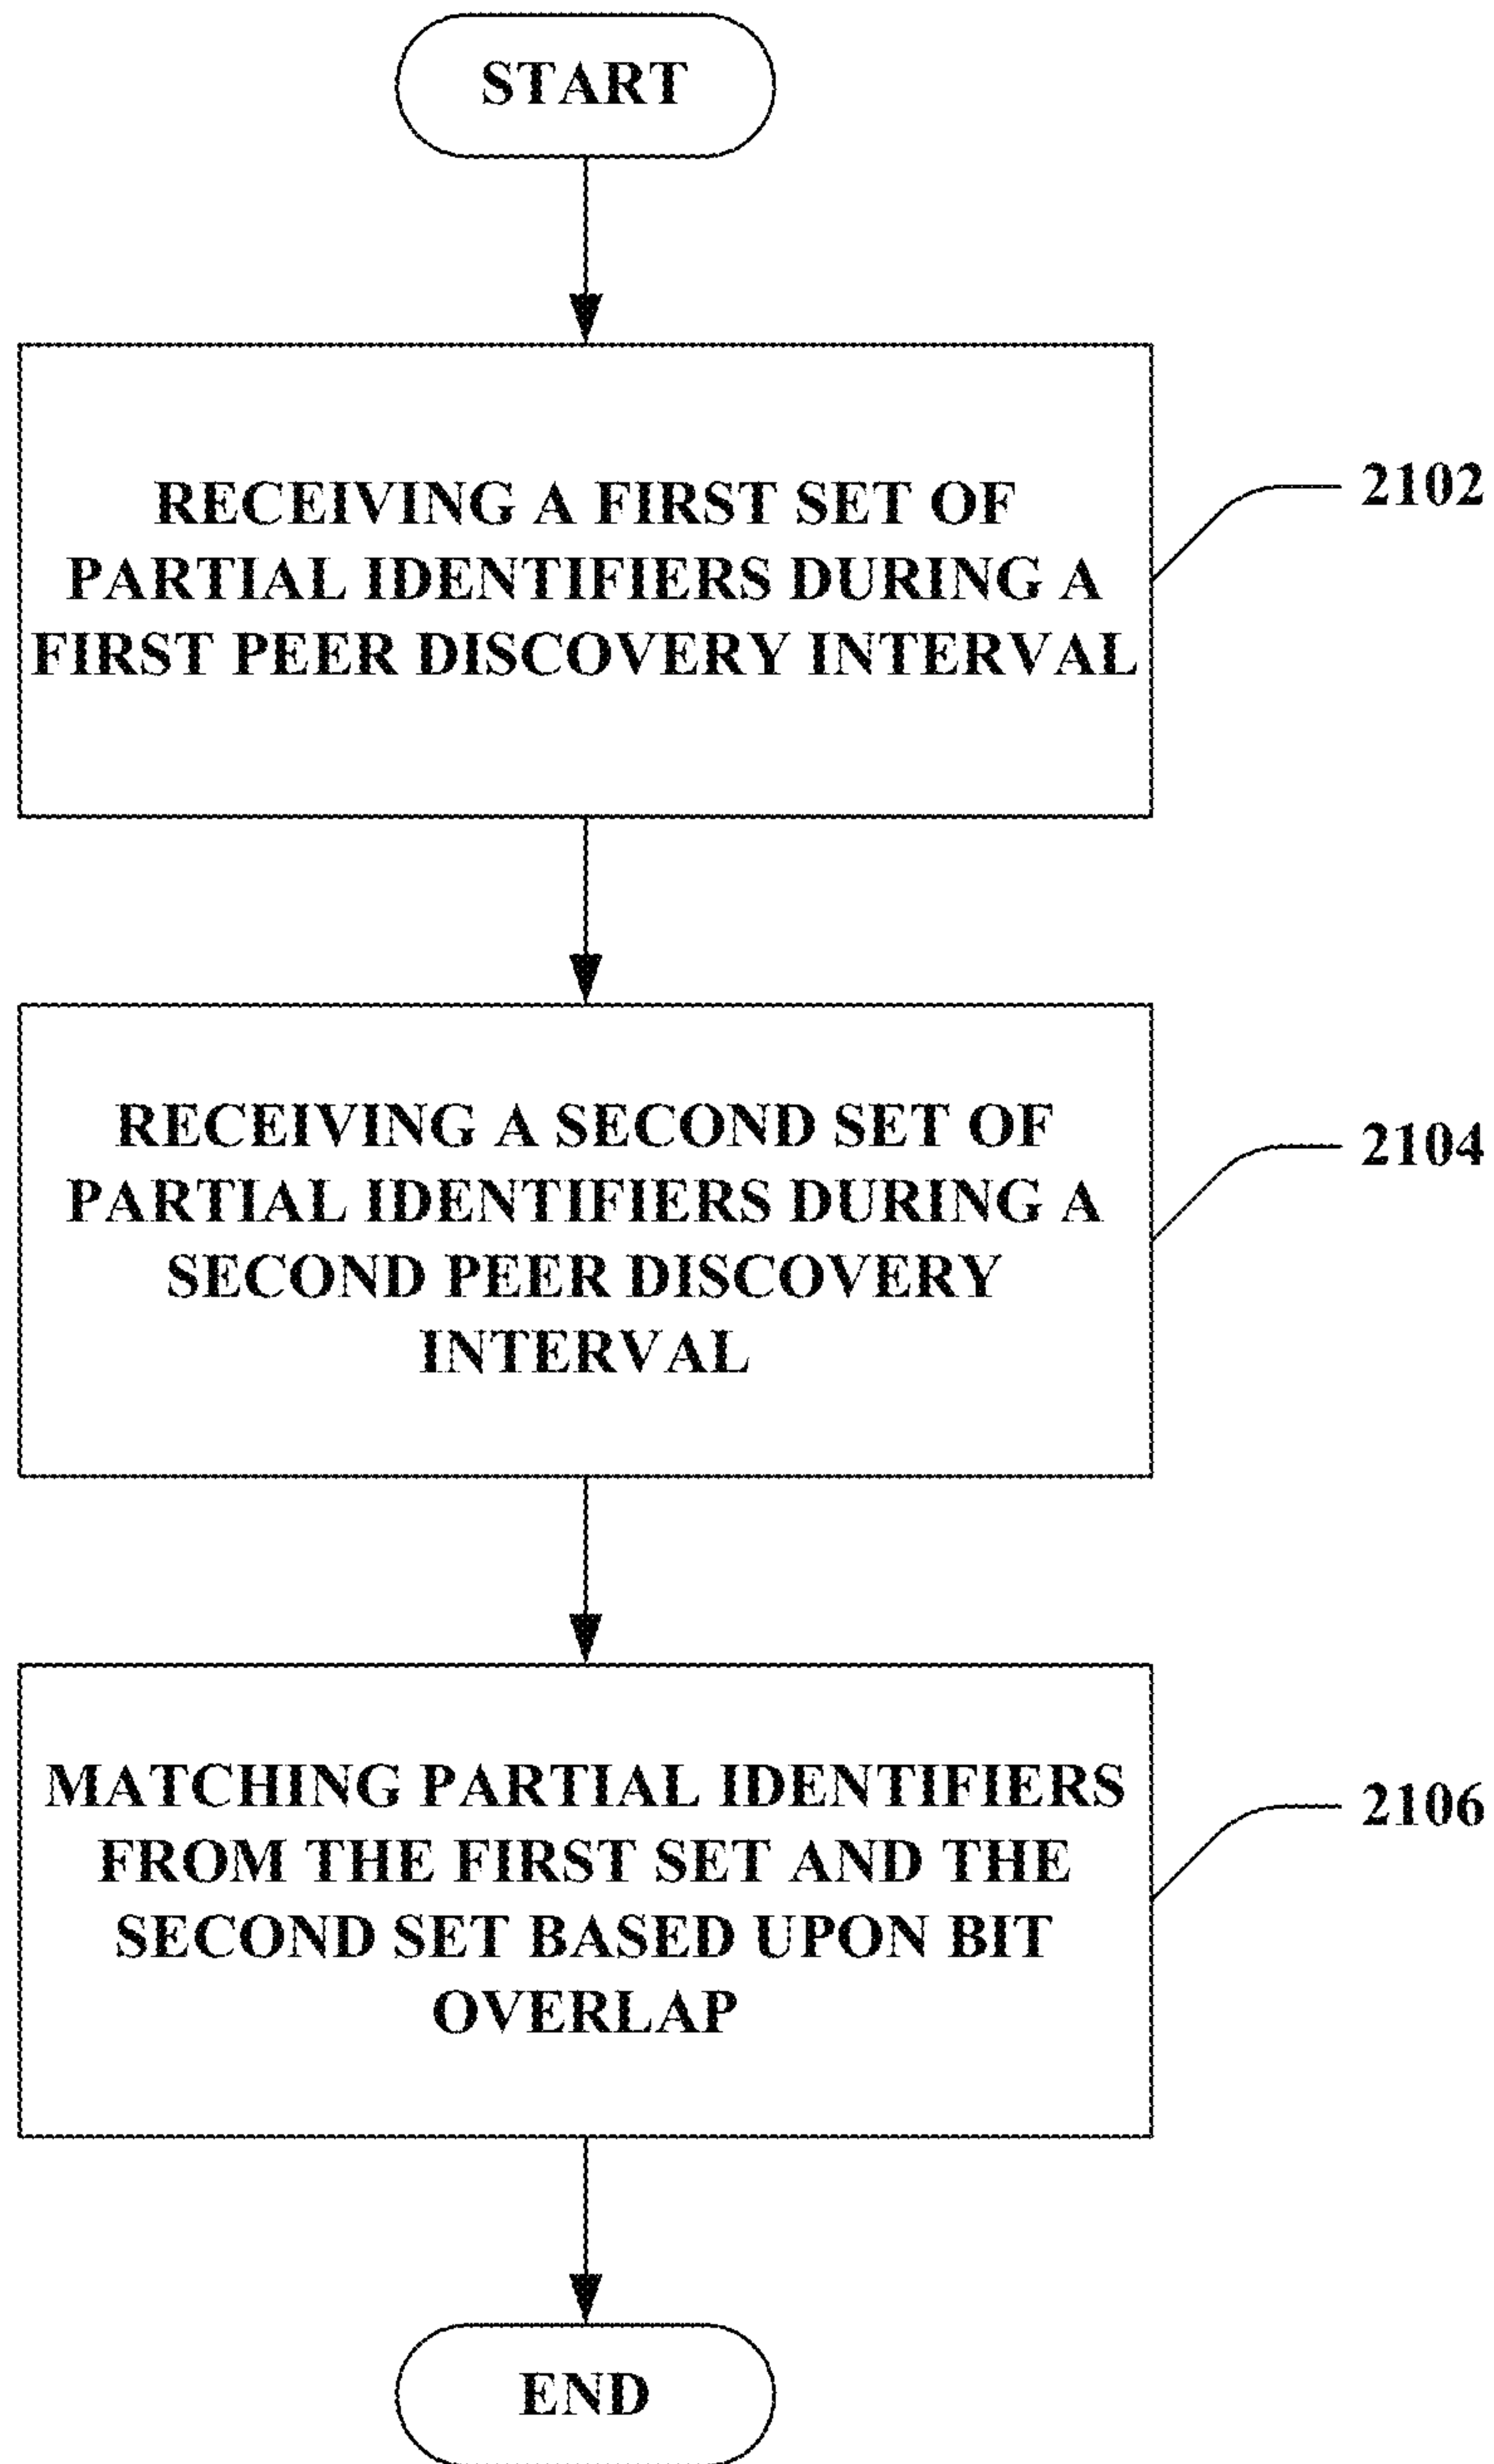 START
RECEIVING A FIRST SET OF
PARTIAL IDENTIFIERS DURING A
FIRST PEER DISCOVERY INTERVAL
2102
RECEIVING A SECOND SET OF
PARTIAL IDENTIFIERS DURING A
SECOND PEER DISCOVERY
INTERVAL
2104
MATCHING PARTIAL IDENTIFIERS
FROM THE FIRST SET AND THE
SECOND SET BASED UPON BIT
OVERLAP
2106
END